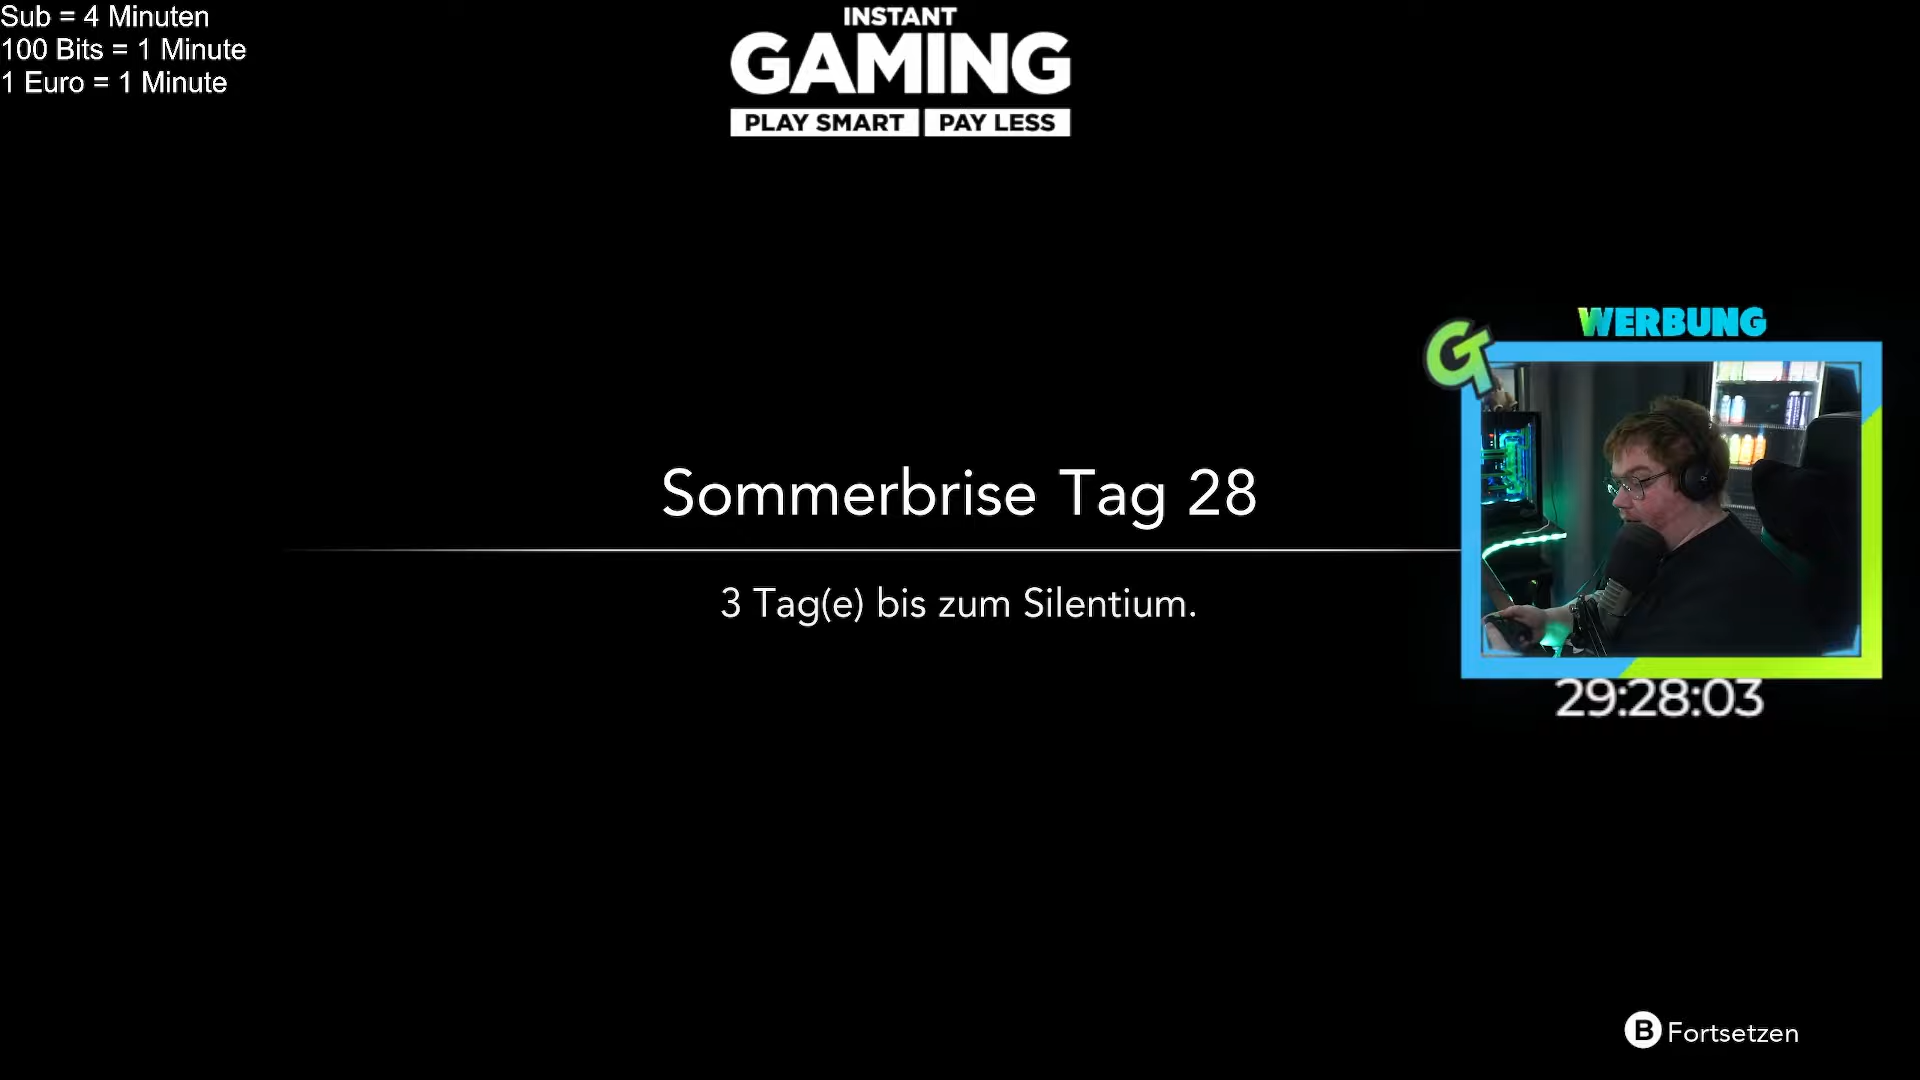 Sub = 4 Minuten
100 Bits = 1 Minute
1 Euro = 1 Minute
INSTANT
GAMING
PLAY SMART PAY LESS
WERBUNG
GT
Sommerbrise Tag 28
3 Tag(e) bis zum Silentium.
29:28:03
B Fortsetzen